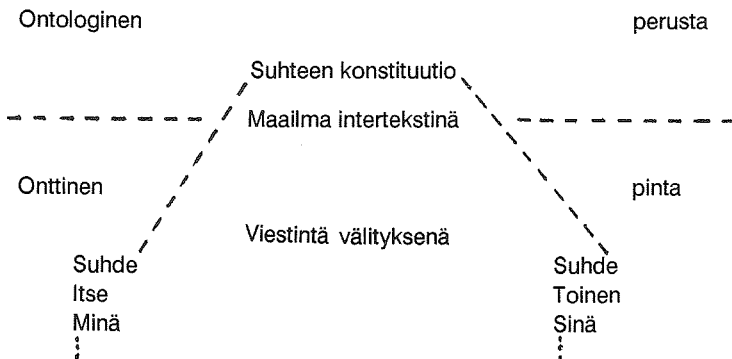 Ontologinen perusta
Suhteen konstituutio
Maailma intertekstinä
Onttinen pinta
Viestintä välityksenä
Suhde Suhde
Itse Toinen
Minä Sinä